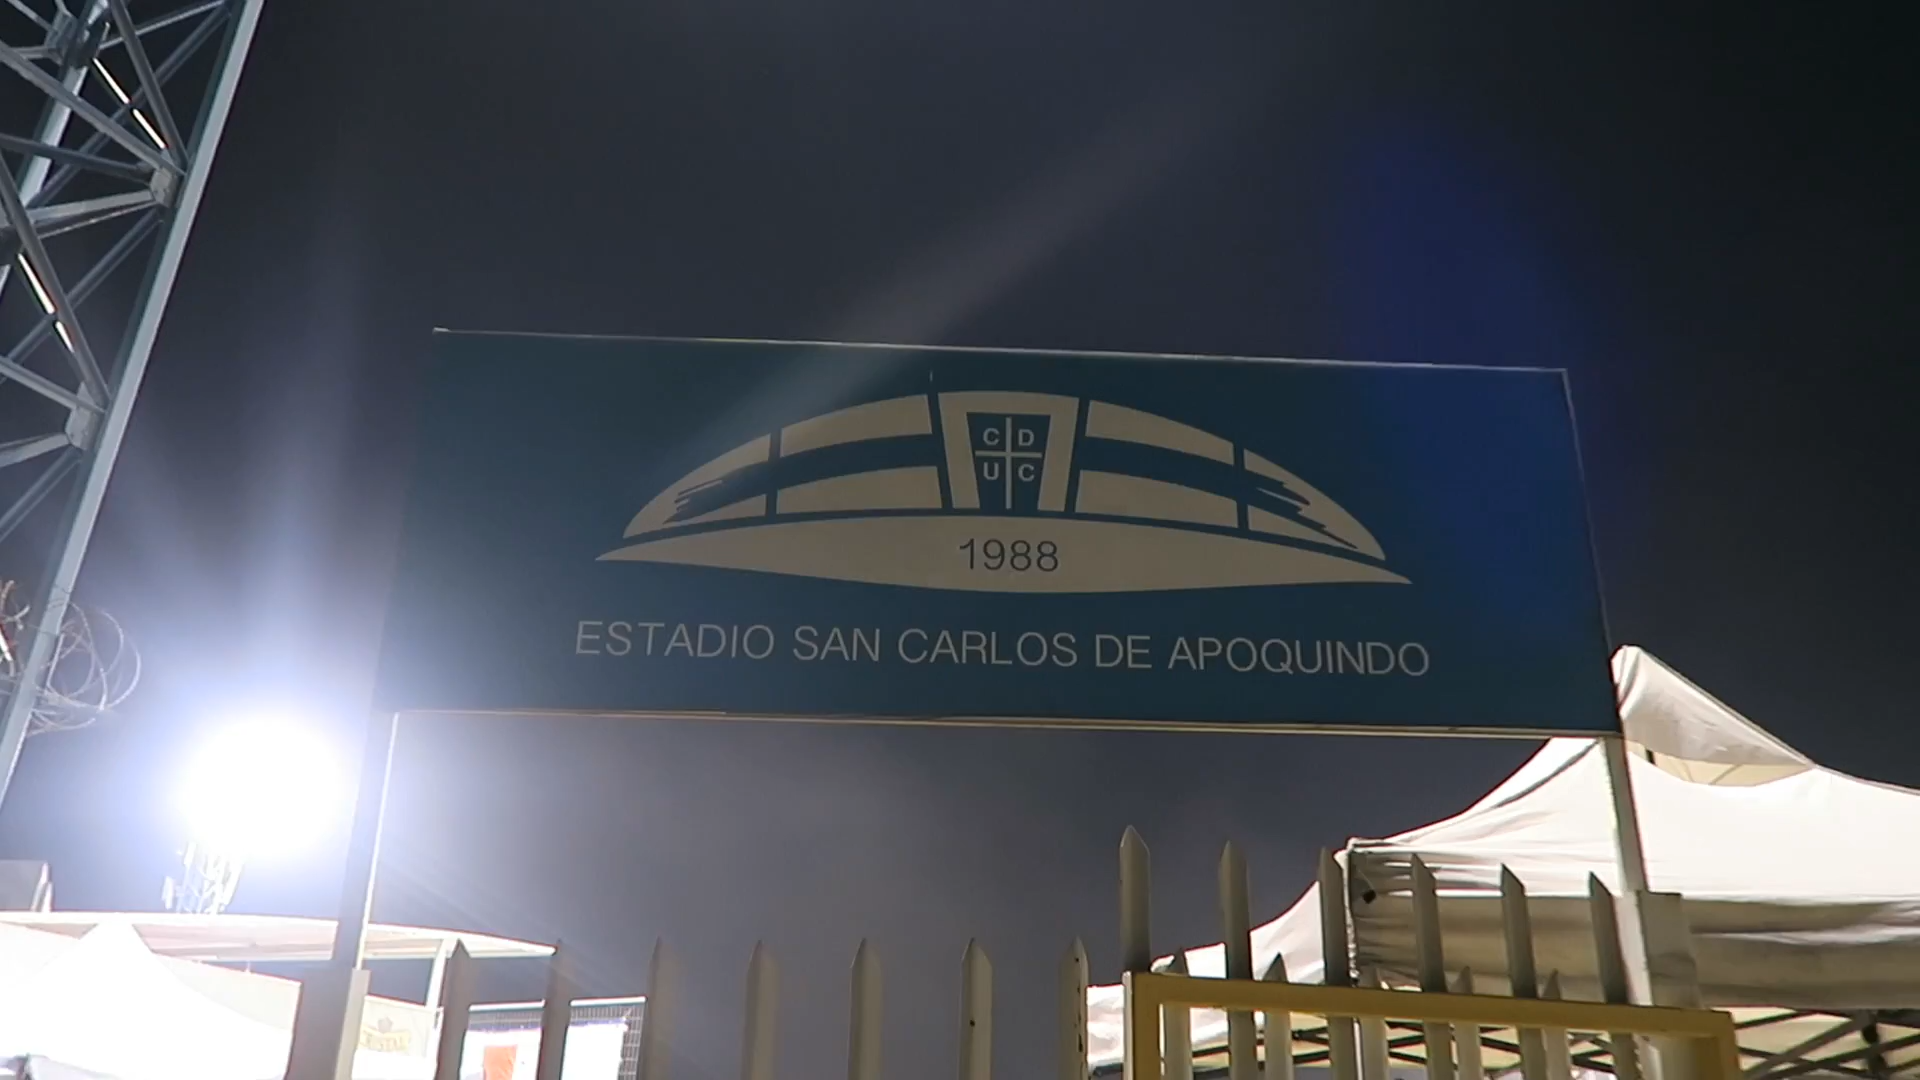 C D
U C
1988
ESTADIO SAN CARLOS DE APOQUINDO